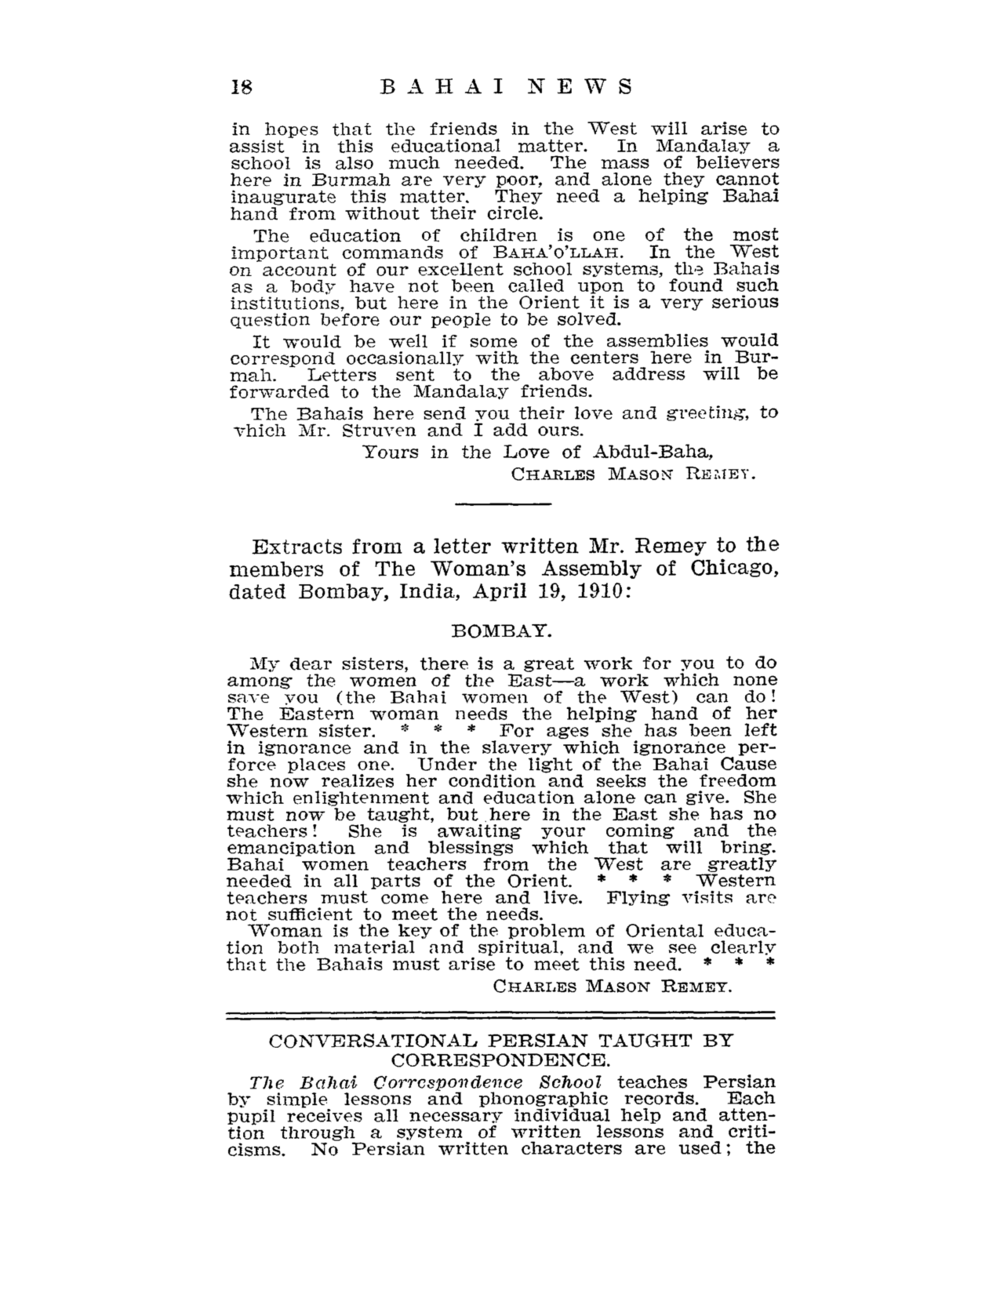 18 BAHAI NEWS
in hopes that the friends in the West will arise to
assist in this educational matter. In Mandalay a
school is also much needed. The mass of believers
here in Burmah are very poor, and alone they cannot
inaugurate this matter. They need a helping Bahai
hand from without their circle.
The education of children is one of the most
important commands of BAHA'O'LLAH. In the West
on account of our excellent school systems, the Bahais
as a body have not been called upon to found such
institutions, but here in the Orient it is a very serious
question before our people to be solved.
It would be well if some of the assemblies would
correspond occasionally with the centers here in Bur-
mah. Letters sent to the above address will be
forwarded to the Mandalay friends.
The Bahais here send you their love and greeting, to
which Mr. Struven and I add ours.
Yours in the Love of Abdul-Baha,
CHARLES MASON REMEY.
Extracts from a letter written Mr. Remey to the
members of The Woman's Assembly of Chicago,
dated Bombay, India, April 19, 1910:
BOMBAY.
My dear sisters, there is a great work for you to do
among the women of the East—a work which none
save you (the Bahai women of the West) can do!
The Eastern woman needs the helping hand of her
Western sister. * * * For ages she has been left
in ignorance and in the slavery which ignorance per-
force places one. Under the light of the Bahai Cause
she now realizes her condition and seeks the freedom
which enlightenment and education alone can give. She
must now be taught, but here in the East she has no
teachers! She is awaiting your coming and the
emancipation and blessings which that will bring.
Bahai women teachers from the West are greatly
needed in all parts of the Orient. * * * Western
teachers must come here and live. Flying visits are
not sufficient to meet the needs.
Woman is the key of the problem of Oriental educa-
tion both material and spiritual, and we see clearly
that the Bahais must arise to meet this need. * * *
CHARLES MASON REMEY.
CONVERSATIONAL PERSIAN TAUGHT BY
CORRESPONDENCE.
The Bahai Correspondence School teaches Persian
by simple lessons and phonographic records. Each
pupil receives all necessary individual help and atten-
tion through a system of written lessons and criti-
cisms. No Persian written characters are used; the